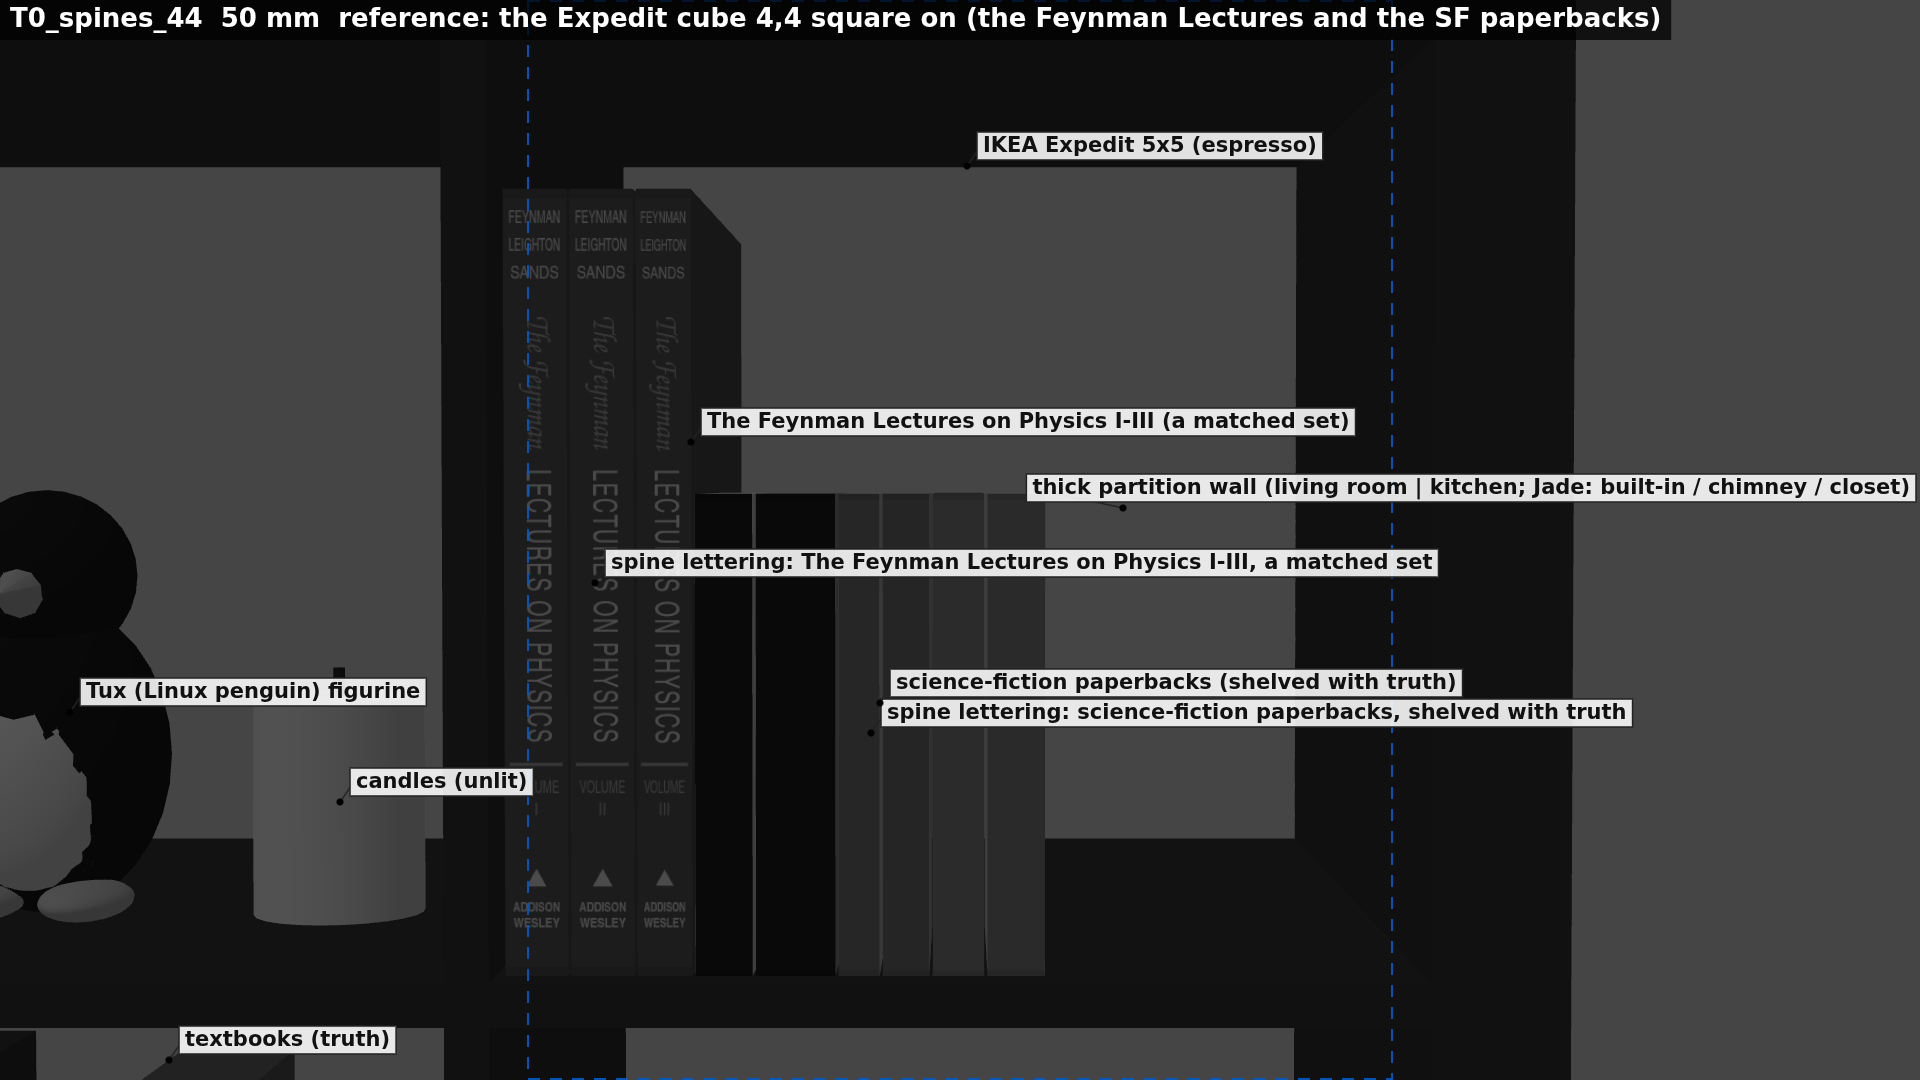 T0_spines_44 50 mm reference: the Expedit cube 4,4 square on (the Feynman Lectures and the SF paperbacks)
IKEA Expedit 5x5 (espresso)
FEYNMAN
LEIGHTON
SANDS
FEYNMAN
LEIGHTON
SANDS
FEYNMAN
LEIGHTON
SANDS
The Feynman
The Feynman
The Feynman
The Feynman Lectures on Physics I-III (a matched set)
thick partition wall (living room | kitchen; Jade: built-in / chimney / closet)
LECTURES ON PHYSICS
LECTURES ON PHYSICS
LECTURES ON PHYSICS
spine lettering: The Feynman Lectures on Physics I-III, a matched set
science-fiction paperbacks (shelved with truth)
Tux (Linux penguin) figurine
spine lettering: science-fiction paperbacks, shelved with truth
candles (unlit)
I
VOLUME
II
VOLUME
III
ADDISON
WESLEY
ADDISON
WESLEY
ADDISON
WESLEY
textbooks (truth)